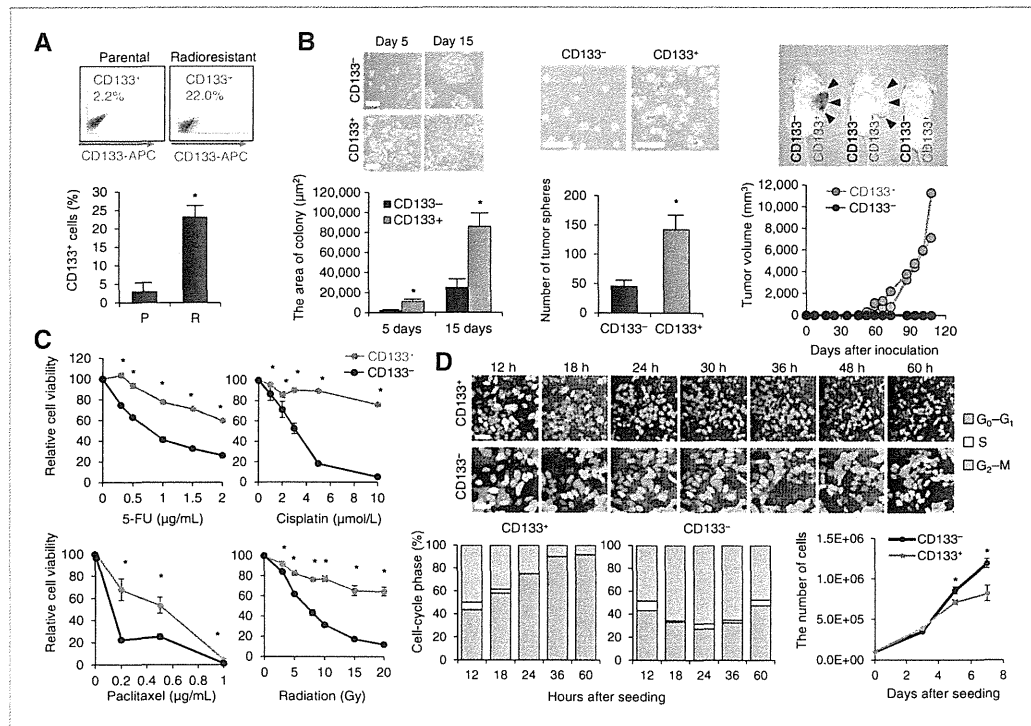 A
Parental
Radioresistant
CD133⁺
2.2%
CD133⁺
22.0%
CD133-APC
CD133-APC
CD133⁺ cells (%)
30
25
20
15
10
5
0
*
P
R
B
Day 5
Day 15
CD133⁻
CD133⁺
The area of colony (μm²)
120,000
100,000
80,000
60,000
40,000
20,000
0
CD133−
CD133+
*
*
5 days
15 days
CD133⁻
CD133⁺
Number of tumor spheres
200
150
100
50
0
*
CD133⁻
CD133⁺
CD133⁻
CD133⁺
CD133⁻
CD133⁺
CD133⁻
CD133⁺
Tumor volume (mm³)
12,000
10,000
8,000
6,000
4,000
2,000
0
CD133⁺
CD133⁻
0
30
60
90
120
Days after inoculation
C
Relative cell viability
120
100
80
60
40
20
0
* * * * *
0 0.5 1 1.5 2
5-FU (μg/mL)
CD133⁺
CD133⁻
120
100
80
60
40
20
0
* * * * *
0 2 4 6 8 10
Cisplatin (μmol/L)
Relative cell viability
100
80
60
40
20
0
* * *
0 0.2 0.4 0.6 0.8 1
Paclitaxel (μg/mL)
100
80
60
40
20
0
* * * * * *
0 5 10 15 20
Radiation (Gy)
D
12 h
18 h
24 h
30 h
36 h
48 h
60 h
CD133⁺
CD133⁻
G₀–G₁
S
G₂–M
CD133⁺
CD133⁻
Cell-cycle phase (%)
100
80
60
40
20
0
12 18 24 36 60
100
80
60
40
20
0
12 18 24 36 60
Hours after seeding
The number of cells
1.5E+06
1.0E+06
5.0E+05
0.0E+00
CD133⁻
CD133⁺
*
*
0 2 4 6 8
Days after seeding